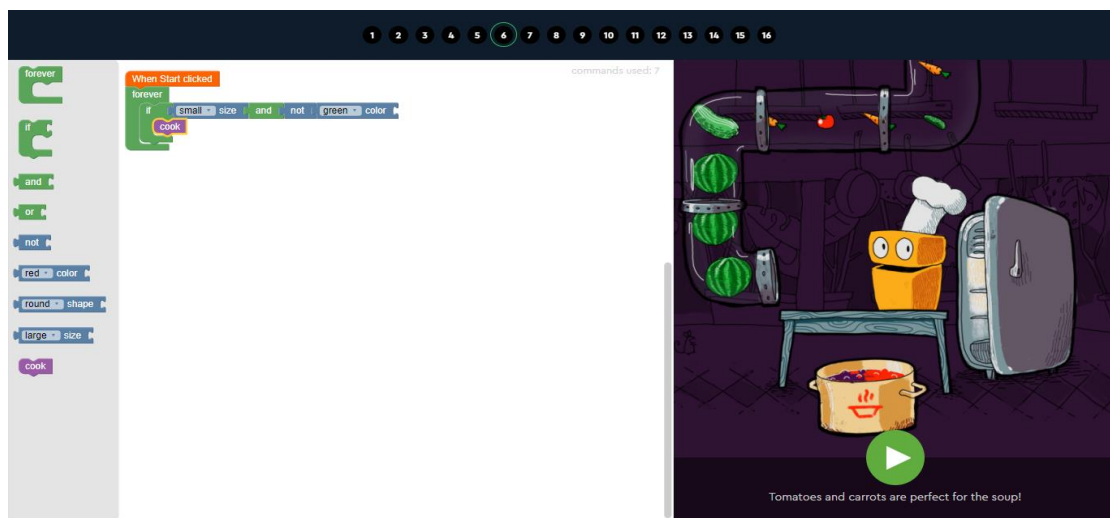 1 2 3 4 5 6 7 8 9 10 11 12 13 14 15 16
commands used: 7
forever
if
and
or
not
red color
round shape
large size
cook
When Start clicked
forever
if small size and not green color
cook
Tomatoes and carrots are perfect for the soup!